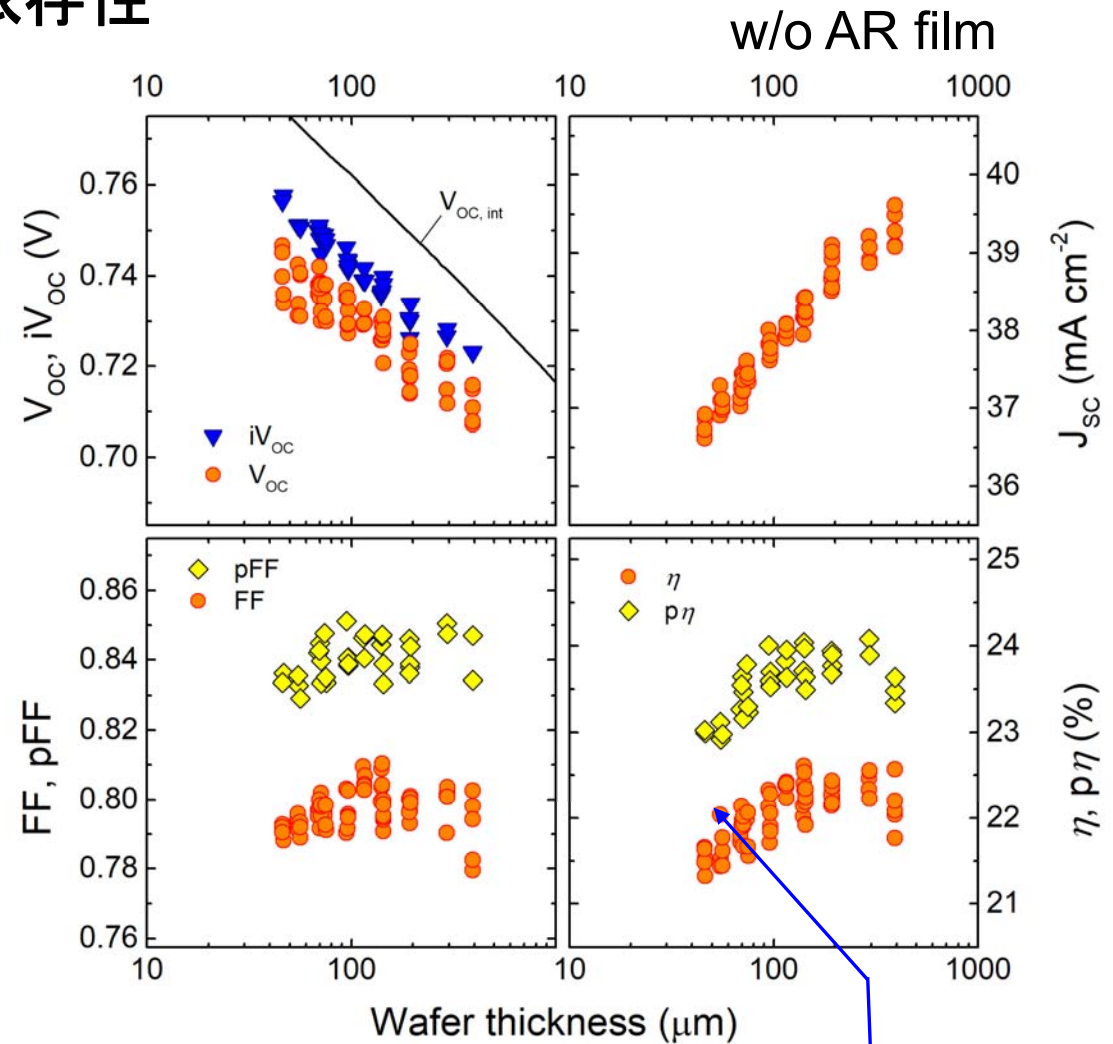 依存性
w/o AR film
10 100
10 100 1000
0.76
0.74
0.72
0.70
V_OC, iV_OC (V)
V_OC, int
iV_OC
V_OC
40
39
38
37
36
J_SC (mA cm⁻²)
0.86
0.84
0.82
0.80
0.78
0.76
FF, pFF
pFF
FF
η
pη
25
24
23
22
21
η, pη (%)
10 100
10 100 1000
Wafer thickness (μm)